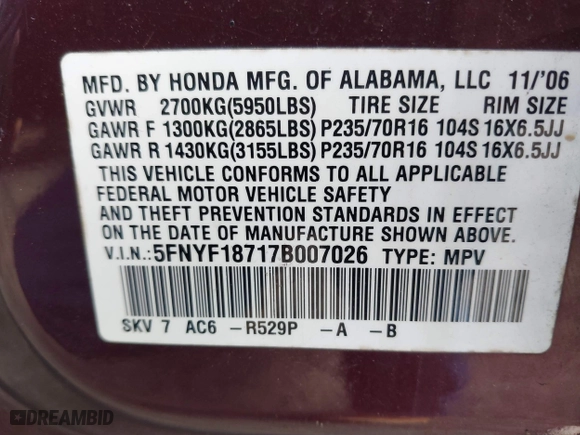 MFD. BY HONDA MFG. OF ALABAMA, LLC 11/'06
GVWR 2700KG(5950LBS) TIRE SIZE RIM SIZE
GAWR F 1300KG(2865LBS) P235/70R16 104S 16X6.5JJ
GAWR R 1430KG(3155LBS) P235/70R16 104S 16X6.5JJ
THIS VEHICLE CONFORMS TO ALL APPLICABLE
FEDERAL MOTOR VEHICLE SAFETY
AND THEFT PREVENTION STANDARDS IN EFFECT
ON THE DATE OF MANUFACTURE SHOWN ABOVE.
V.I.N.:5FNYF18717B007026 TYPE: MPV
SKV 7 AC6 -R529P -A -B
DREAMBID